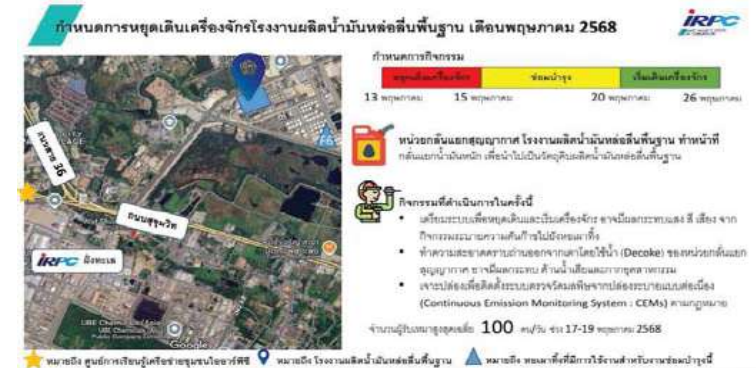 กำหนดการหยุดเดินเครื่องจักรโรงงานผลิตน้ำมันหล่อลื่นพื้นฐาน เดือนพฤษภาคม 2568
IRPC
กำหนดการกิจกรรม
หยุดเดินเครื่องจักร ซ่อมบำรุง เริ่มเดินเครื่องจักร
13 พฤษภาคม 15 พฤษภาคม 20 พฤษภาคม 26 พฤษภาคม
หน่วยกลั่นแยกสุญญากาศ โรงงานผลิตน้ำมันหล่อลื่นพื้นฐาน ทำหน้าที่
กลั่นแยกน้ำมันหนัก เพื่อนำไปเป็นวัตถุดิบผลิตน้ำมันหล่อลื่นพื้นฐาน
กิจกรรมที่ดำเนินการในครั้งนี้
• เตรียมระบบเพื่อหยุดเดินและเริ่มเครื่องจักร อาจมีผลกระทบแสง สี เสียง จาก
กิจกรรมระบายความดันก๊าซไปยังหอเผาทิ้ง
• ทำความสะอาดคราบถ่านออกจากเตาโดยใช้น้ำ (Decoke) ของหน่วยกลั่นแยก
สุญญากาศ อาจมีผลกระทบ ด้านน้ำเสียและกากอุตสาหกรรม
• เจาะปล่องเพื่อติดตั้งระบบตรวจวัดมลพิษจากปล่องระบายแบบต่อเนื่อง
(Continuous Emission Monitoring System : CEMs) ตามกฎหมาย
จำนวนผู้รับเหมาสูงสุดเฉลี่ย 100 คน/วัน ช่วง 17-19 พฤษภาคม 2568
ถนนสาย 36
ถนนสุขุมวิท
F6
IRPC ฝั่งทะเล
UBE Chemicals (Asia)
Google
หมายถึง ศูนย์การเรียนรู้เครือข่ายชุมชนไออาร์พีซี หมายถึง โรงงานผลิตน้ำมันหล่อลื่นพื้นฐาน หมายถึง หอเผาทิ้งที่มีการใช้งานสำหรับงานซ่อมบำรุงนี้